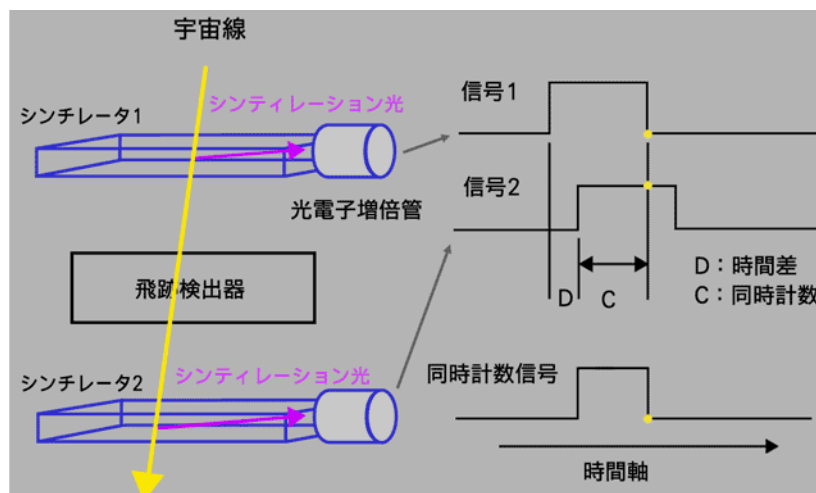 宇宙線
シンティレーション光
シンチレータ1
光電子増倍管
飛跡検出器
シンチレータ2
シンティレーション光
信号1
信号2
D
C
D：時間差
C：同時計数
同時計数信号
時間軸